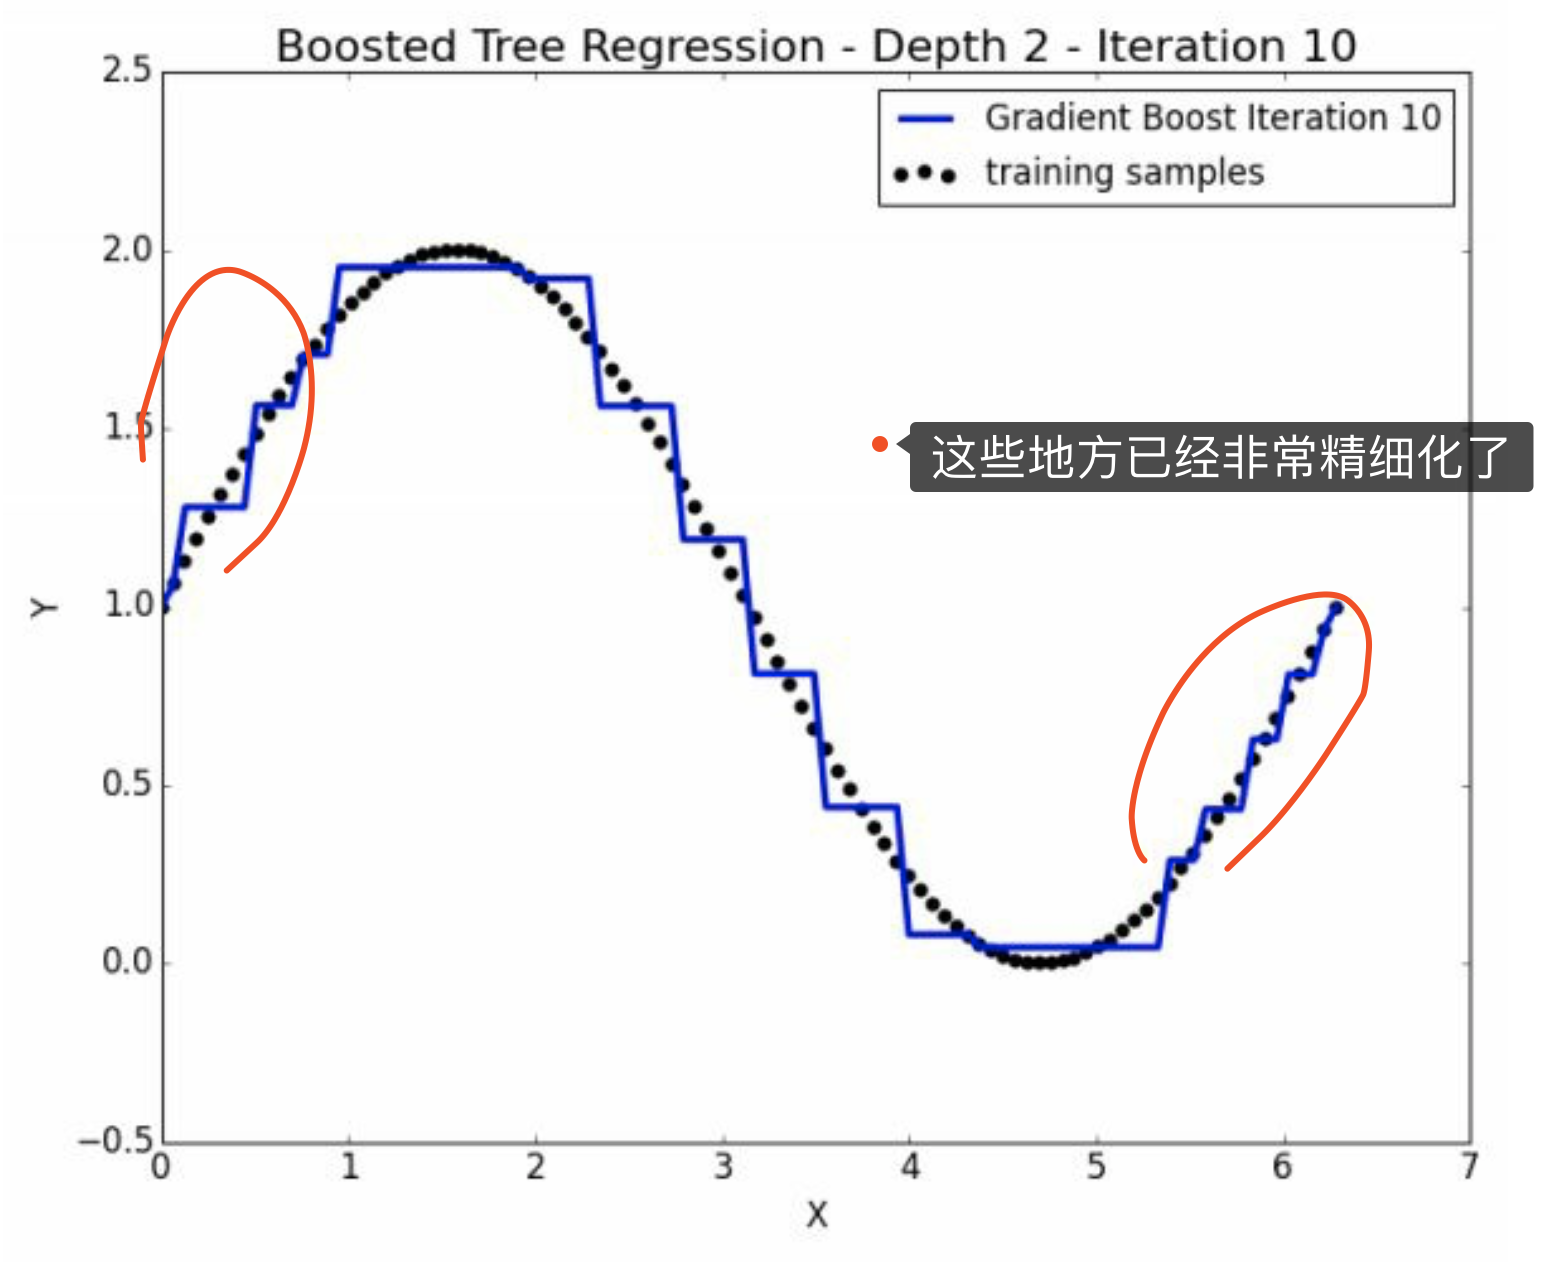 Boosted Tree Regression - Depth 2 - Iteration 10
2.5
Gradient Boost Iteration 10
training samples
2.0
1.5
这些地方已经非常精细化了
1.0
Y
0.5
0.0
−0.5
0 1 2 3 4 5 6 7
X